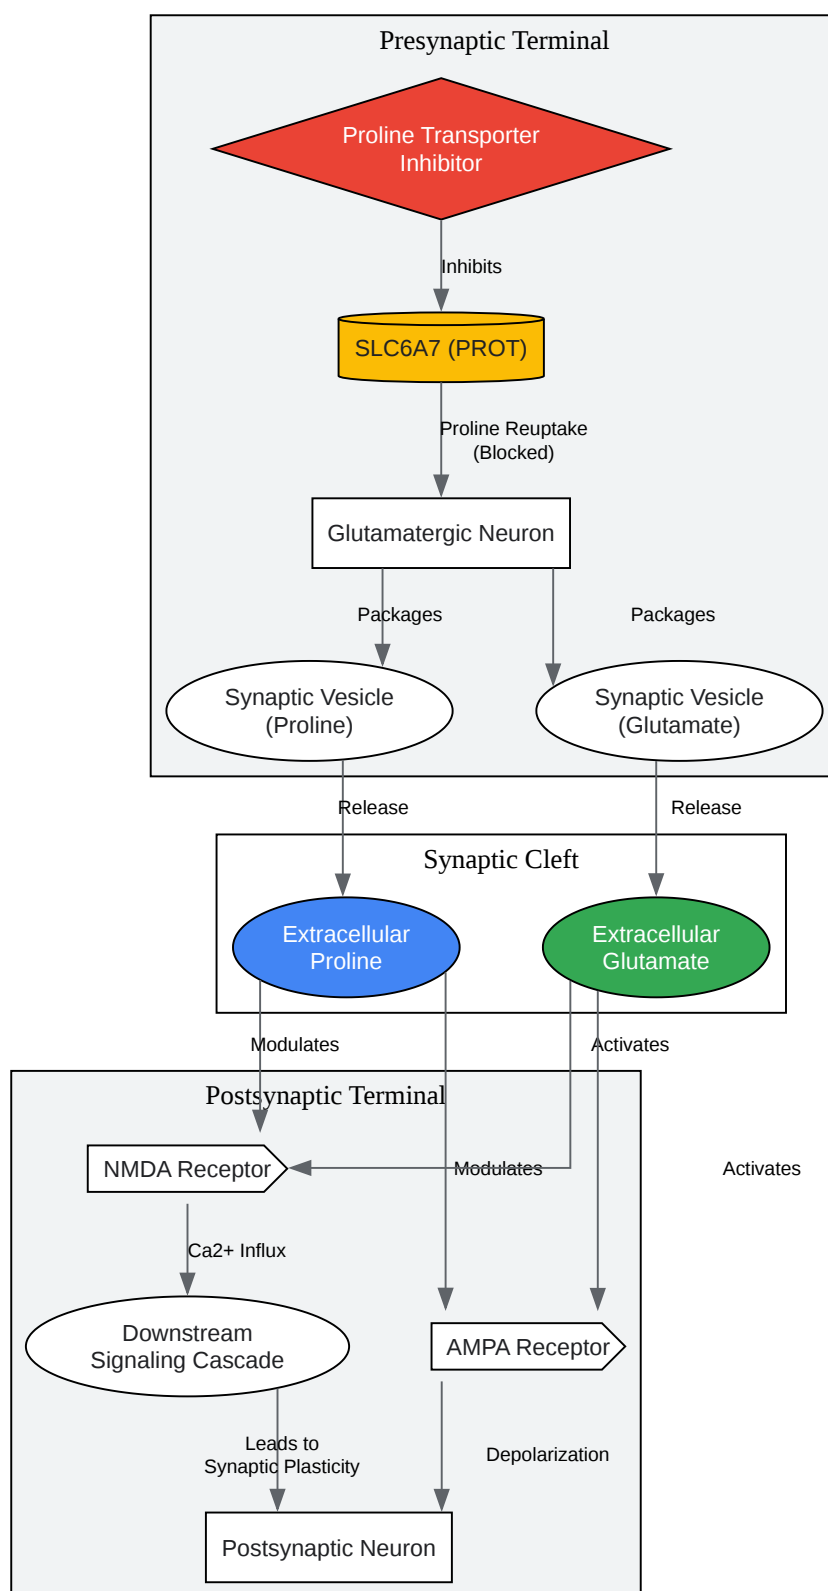 Presynaptic Terminal
Proline Transporter
Inhibitor
Inhibits
SLC6A7 (PROT)
Proline Reuptake
(Blocked)
Glutamatergic Neuron
Packages
Packages
Synaptic Vesicle
(Proline)
Synaptic Vesicle
(Glutamate)
Release
Release
Synaptic Cleft
Extracellular
Proline
Extracellular
Glutamate
Modulates
Activates
Postsynaptic Terminal
NMDA Receptor
Modulates
Activates
Ca2+ Influx
Downstream
Signaling Cascade
AMPA Receptor
Leads to
Synaptic Plasticity
Depolarization
Postsynaptic Neuron